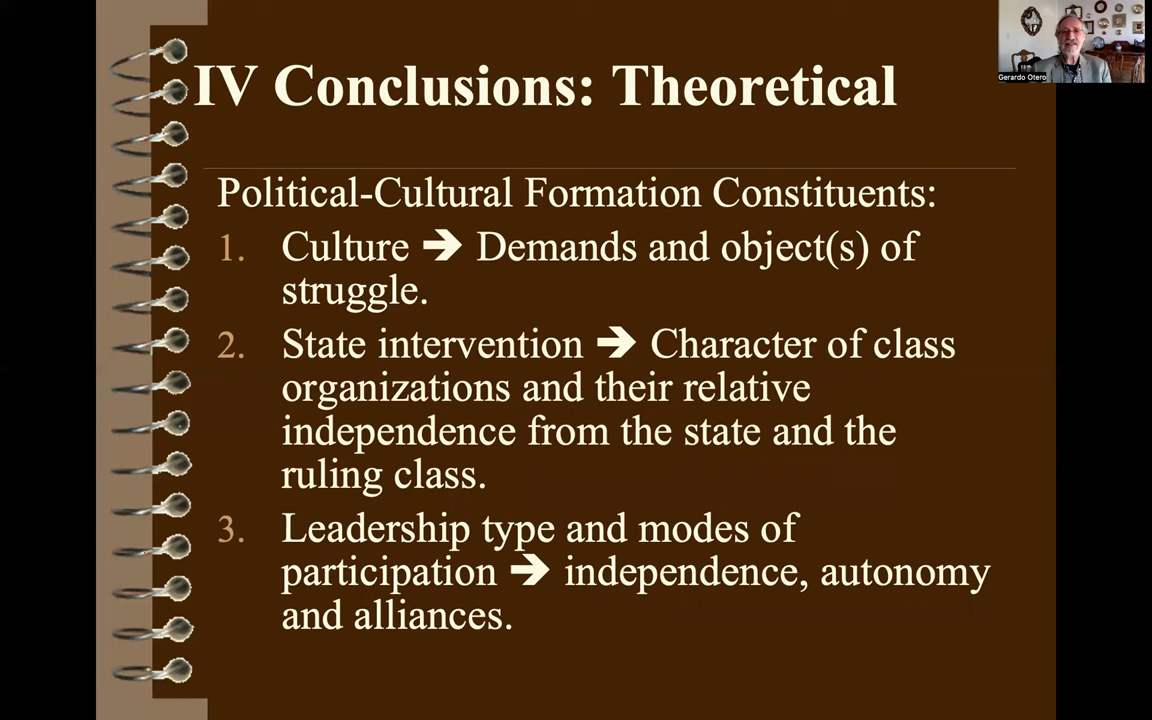 IV Conclusions: Theoretical
Gerardo Otero
Political-Cultural Formation Constituents:
1. Culture ➔ Demands and object(s) of
struggle.
2. State intervention ➔ Character of class
organizations and their relative
independence from the state and the
ruling class.
3. Leadership type and modes of
participation ➔ independence, autonomy
and alliances.